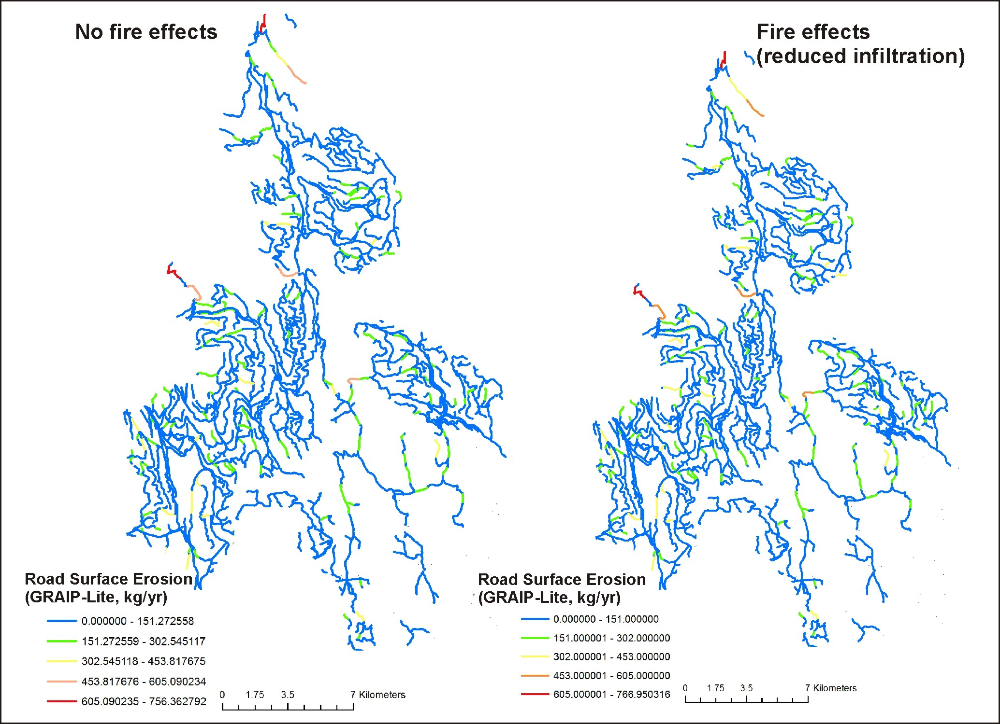 No fire effects
Fire effects
(reduced infiltration)
Road Surface Erosion
(GRAIP-Lite, kg/yr)
0.000000 - 151.272558
151.272559 - 302.545117
302.545118 - 453.817675
453.817676 - 605.090234
605.090235 - 756.362792
0 1.75 3.5 7 Kilometers
Road Surface Erosion
(GRAIP-Lite, kg/yr)
0.000000 - 151.000000
151.000001 - 302.000000
302.000001 - 453.000000
453.000001 - 605.000000
605.000001 - 766.950316
0 1.75 3.5 7 Kilometers